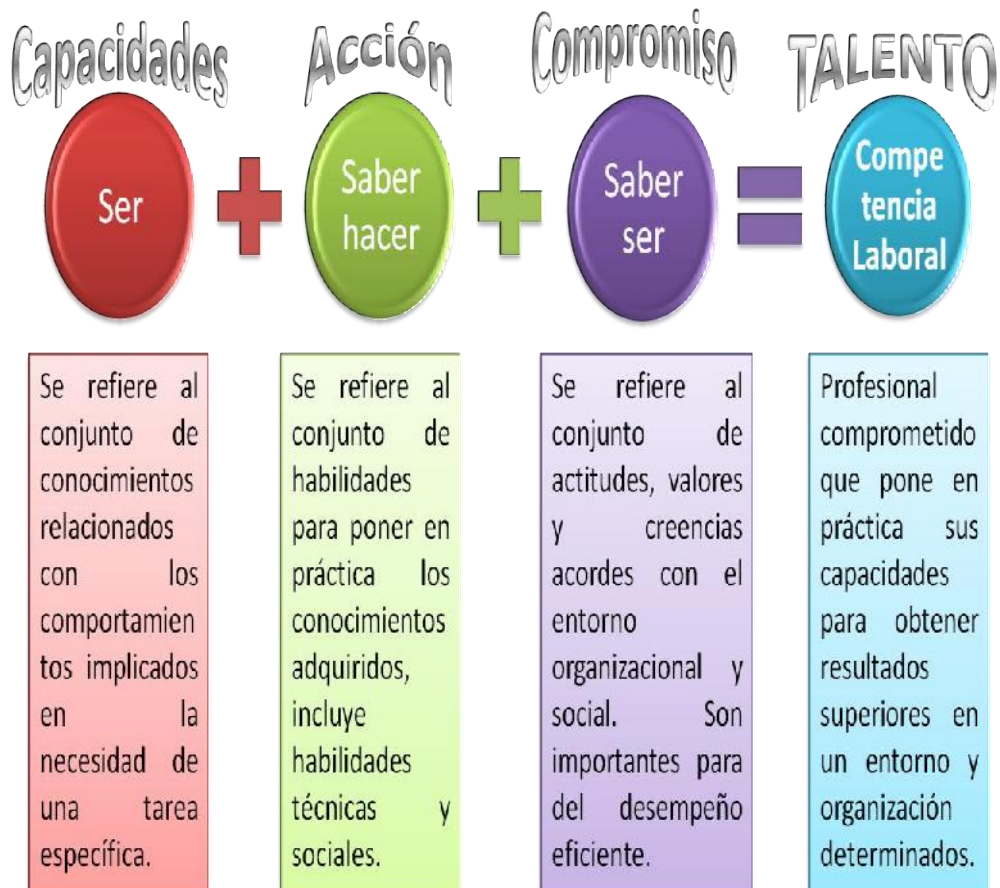 Capacidades
Acción
Compromiso
TALENTO
Ser
+
Saber
hacer
+
Saber
ser
=
Compe
tencia
Laboral
Se refiere al
conjunto de
conocimientos
relacionados
con los
comportamien
tos implicados
en la
necesidad de
una tarea
específica.
Se refiere al
conjunto de
habilidades
para poner en
práctica los
conocimientos
adquiridos,
incluye
habilidades
técnicas y
sociales.
Se refiere al
conjunto de
actitudes, valores
y creencias
acordes con el
entorno
organizacional y
social. Son
importantes para
del desempeño
eficiente.
Profesional
comprometido
que pone en
práctica sus
capacidades
para obtener
resultados
superiores en
un entorno y
organización
determinados.